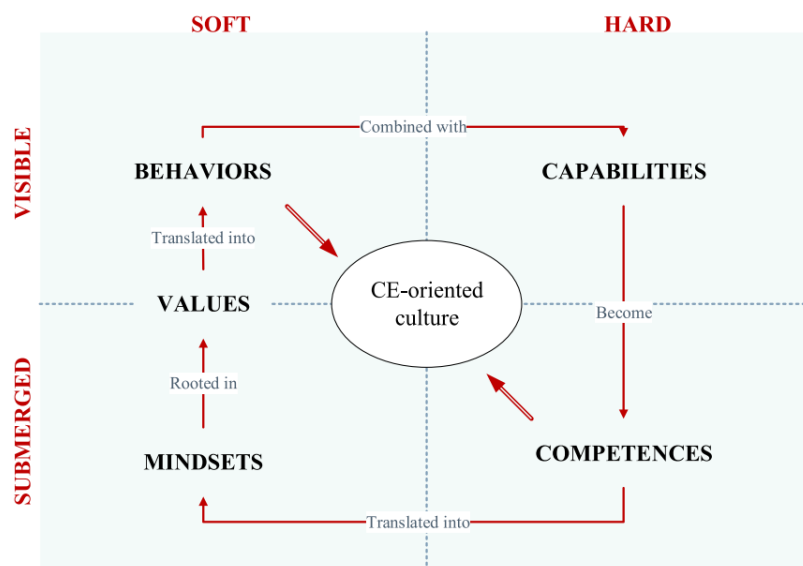 SOFT
HARD
VISIBLE
SUBMERGED
Combined with
BEHAVIORS
CAPABILITIES
Translated into
VALUES
CE-oriented
culture
Become
Rooted in
MINDSETS
COMPETENCES
Translated into